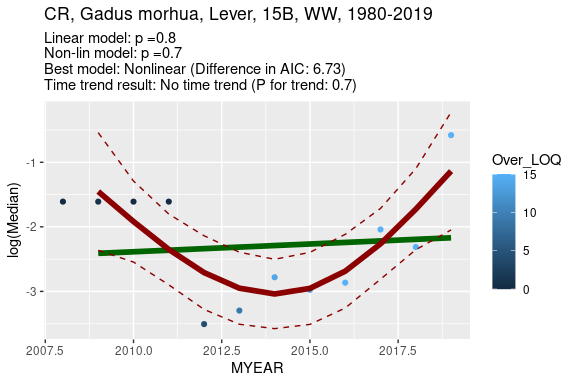 CR, Gadus morhua, Lever, 15B, WW, 1980-2019
Linear model: p =0.8
Non-lin model: p =0.7
Best model: Nonlinear (Difference in AIC: 6.73)
Time trend result: No time trend (P for trend: 0.7)
log(Median)
-1
-2
-3
2007.5 2010.0 2012.5 2015.0 2017.5
MYEAR
Over_LOQ
15
10
5
0